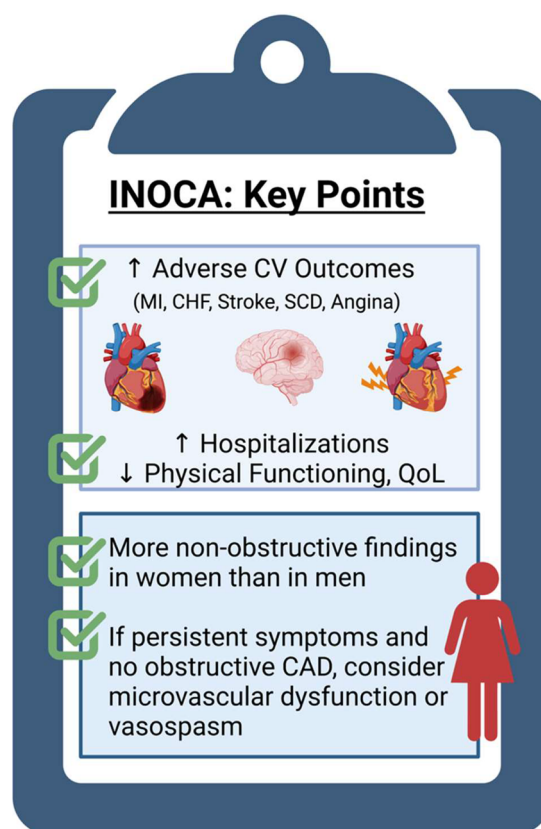 INOCA: Key Points
↑ Adverse CV Outcomes
(MI, CHF, Stroke, SCD, Angina)
↑ Hospitalizations
↓ Physical Functioning, QoL
More non-obstructive findings
in women than in men
If persistent symptoms and
no obstructive CAD, consider
microvascular dysfunction or
vasospasm